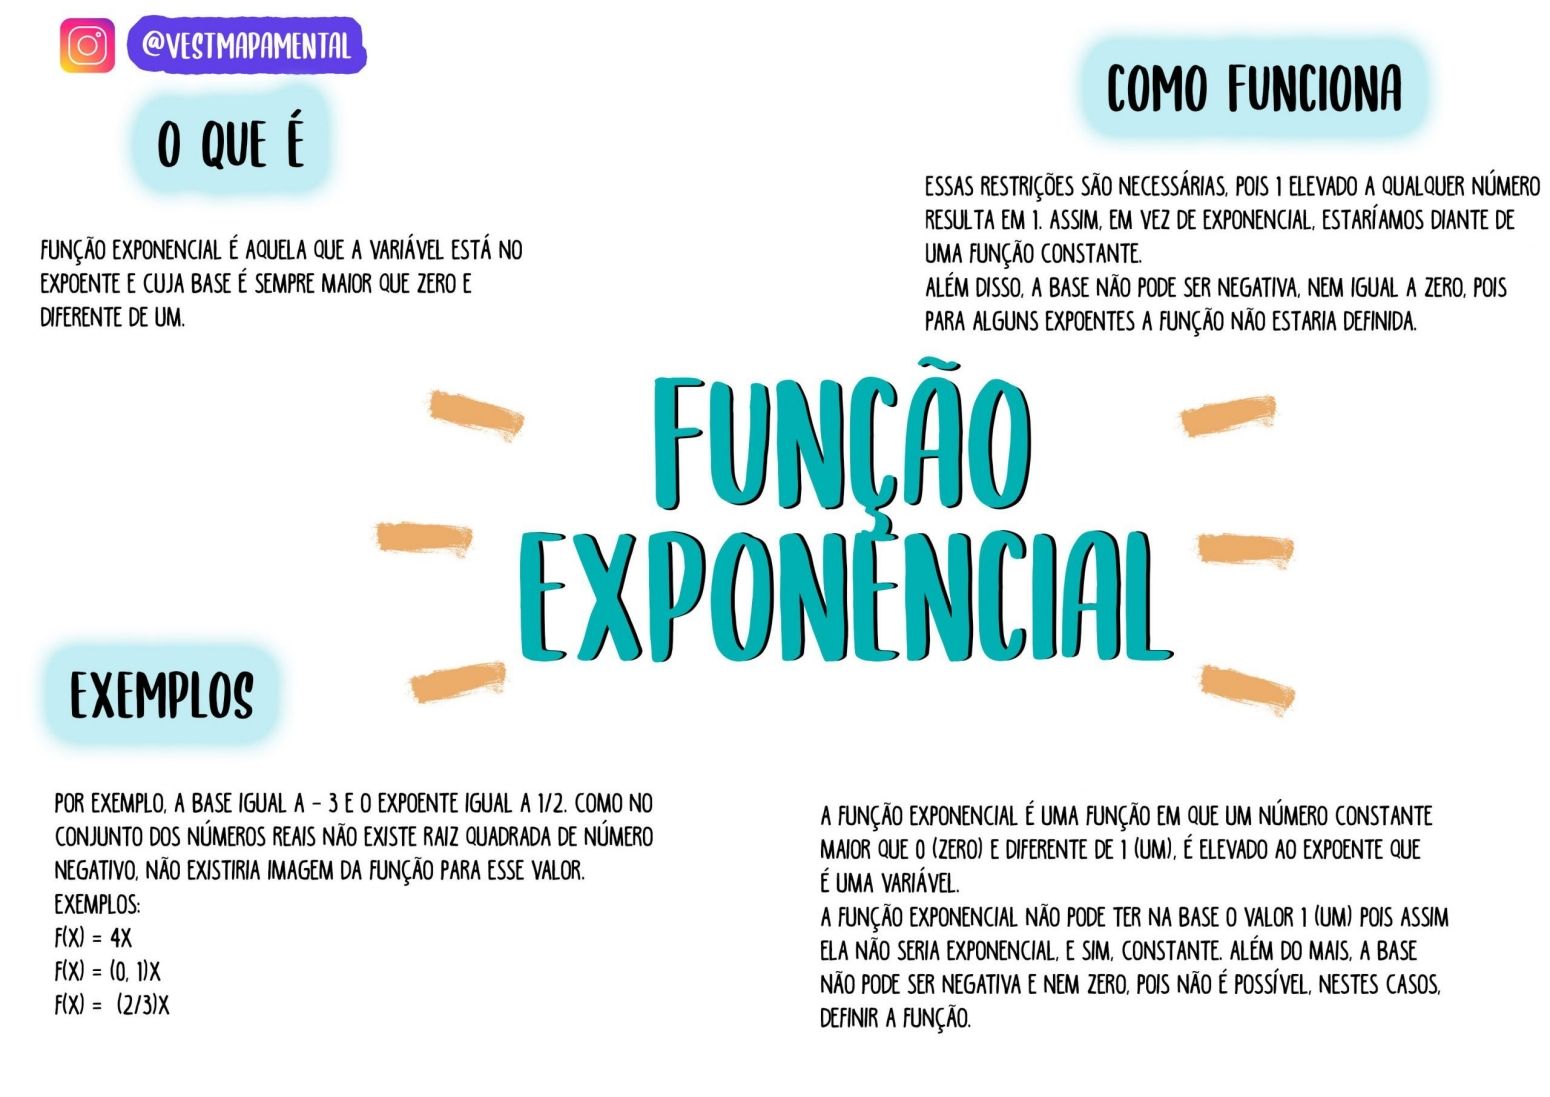 @VESTMAPAMENTAL
O QUE É
FUNÇÃO EXPONENCIAL É AQUELA QUE A VARIÁVEL ESTÁ NO
EXPOENTE E CUJA BASE É SEMPRE MAIOR QUE ZERO E
DIFERENTE DE UM.
COMO FUNCIONA
ESSAS RESTRIÇÕES SÃO NECESSÁRIAS, POIS 1 ELEVADO A QUALQUER NÚMERO
RESULTA EM 1. ASSIM, EM VEZ DE EXPONENCIAL, ESTARÍAMOS DIANTE DE
UMA FUNÇÃO CONSTANTE.
ALÉM DISSO, A BASE NÃO PODE SER NEGATIVA, NEM IGUAL A ZERO, POIS
PARA ALGUNS EXPOENTES A FUNÇÃO NÃO ESTARIA DEFINIDA.
FUNÇÃO
EXPONENCIAL
EXEMPLOS
POR EXEMPLO, A BASE IGUAL A - 3 E O EXPOENTE IGUAL A 1/2. COMO NO
CONJUNTO DOS NÚMEROS REAIS NÃO EXISTE RAIZ QUADRADA DE NÚMERO
NEGATIVO, NÃO EXISTIRIA IMAGEM DA FUNÇÃO PARA ESSE VALOR.
EXEMPLOS:
F(X) = 4X
F(X) = (0, 1)X
F(X) = (2/3)X
A FUNÇÃO EXPONENCIAL É UMA FUNÇÃO EM QUE UM NÚMERO CONSTANTE
MAIOR QUE 0 (ZERO) E DIFERENTE DE 1 (UM), É ELEVADO AO EXPOENTE QUE
É UMA VARIÁVEL.
A FUNÇÃO EXPONENCIAL NÃO PODE TER NA BASE O VALOR 1 (UM) POIS ASSIM
ELA NÃO SERIA EXPONENCIAL, E SIM, CONSTANTE. ALÉM DO MAIS, A BASE
NÃO PODE SER NEGATIVA E NEM ZERO, POIS NÃO É POSSÍVEL, NESTES CASOS,
DEFINIR A FUNÇÃO.